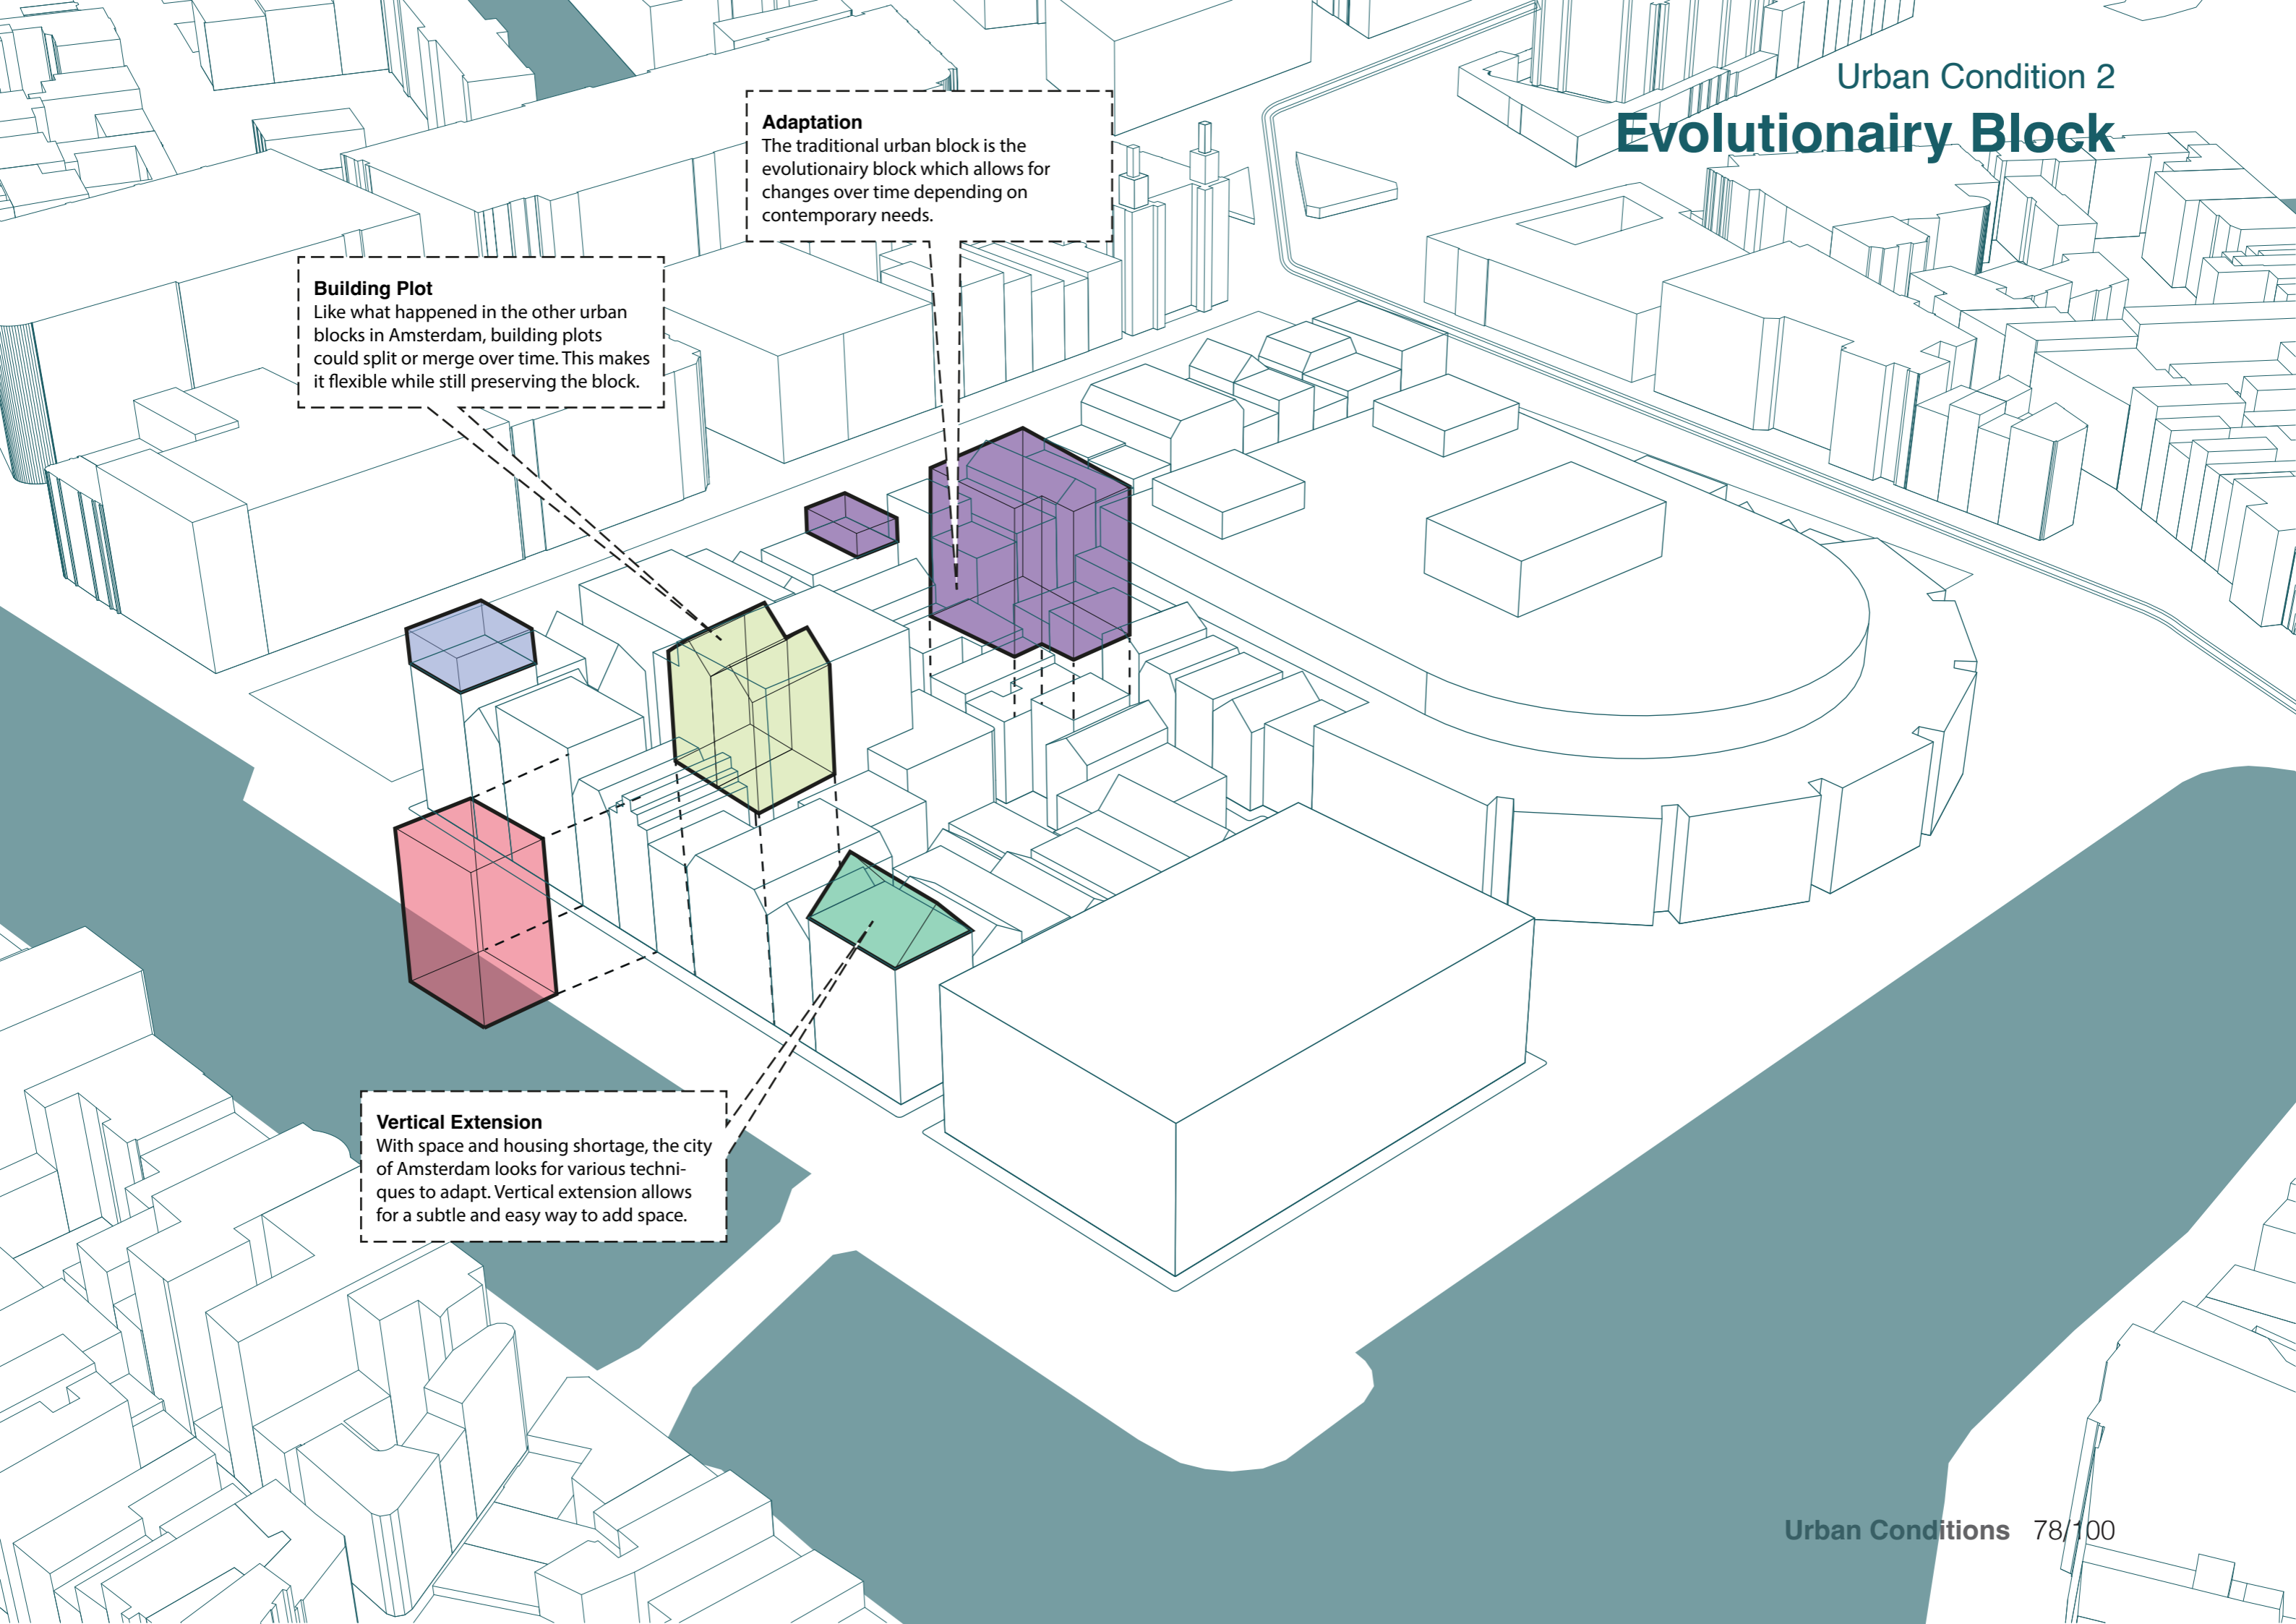 Urban Condition 2
Evolutionairy Block
Adaptation
The traditional urban block is the
evolutionairy block which allows for
changes over time depending on
contemporary needs.
Building Plot
Like what happened in the other urban
blocks in Amsterdam, building plots
could split or merge over time. This makes
it flexible while still preserving the block.
Vertical Extension
With space and housing shortage, the city
of Amsterdam looks for various techni-
ques to adapt. Vertical extension allows
for a subtle and easy way to add space.
Urban Conditions 78/100